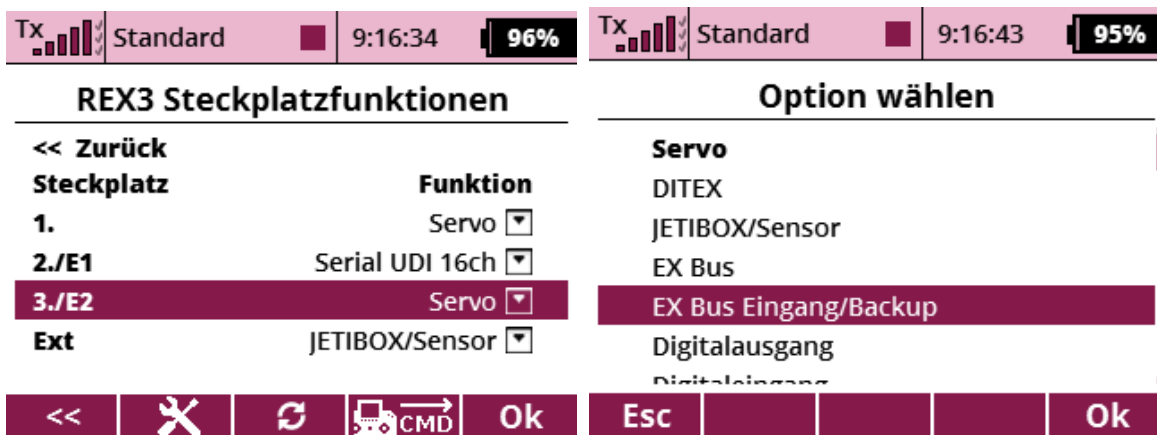 Tx Standard 9:16:34 96%
REX3 Steckplatzfunktionen
<< Zurück
Steckplatz Funktion
1. Servo
2./E1 Serial UDI 16ch
3./E2 Servo
Ext JETIBOX/Sensor
<< CMD Ok
Tx Standard 9:16:43 95%
Option wählen
Servo
DITEX
JETIBOX/Sensor
EX Bus
EX Bus Eingang/Backup
Digitalausgang
Digitaleingang
Esc Ok